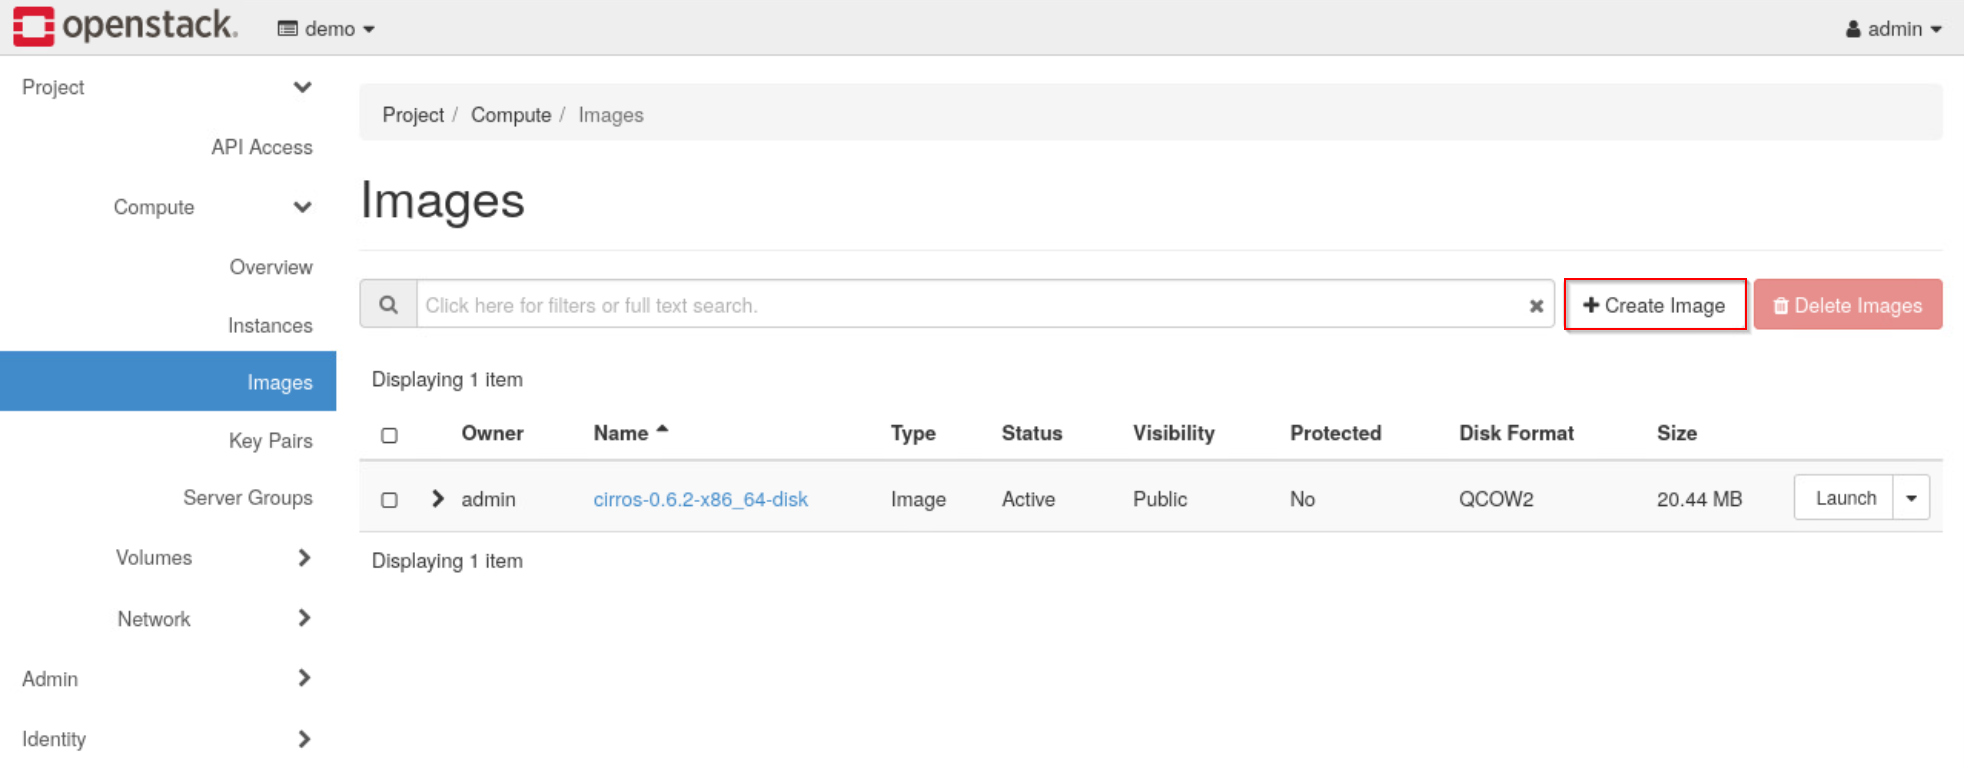 openstack. demo admin
Project
Project / Compute / Images
API Access
Compute
Images
Overview
Instances
Images
Key Pairs
Server Groups
Volumes
Network
Admin
Identity
Click here for filters or full text search. Create Image Delete Images
Displaying 1 item
Owner Name Type Status Visibility Protected Disk Format Size
admin cirros-0.6.2-x86_64-disk Image Active Public No QCOW2 20.44 MB Launch
Displaying 1 item